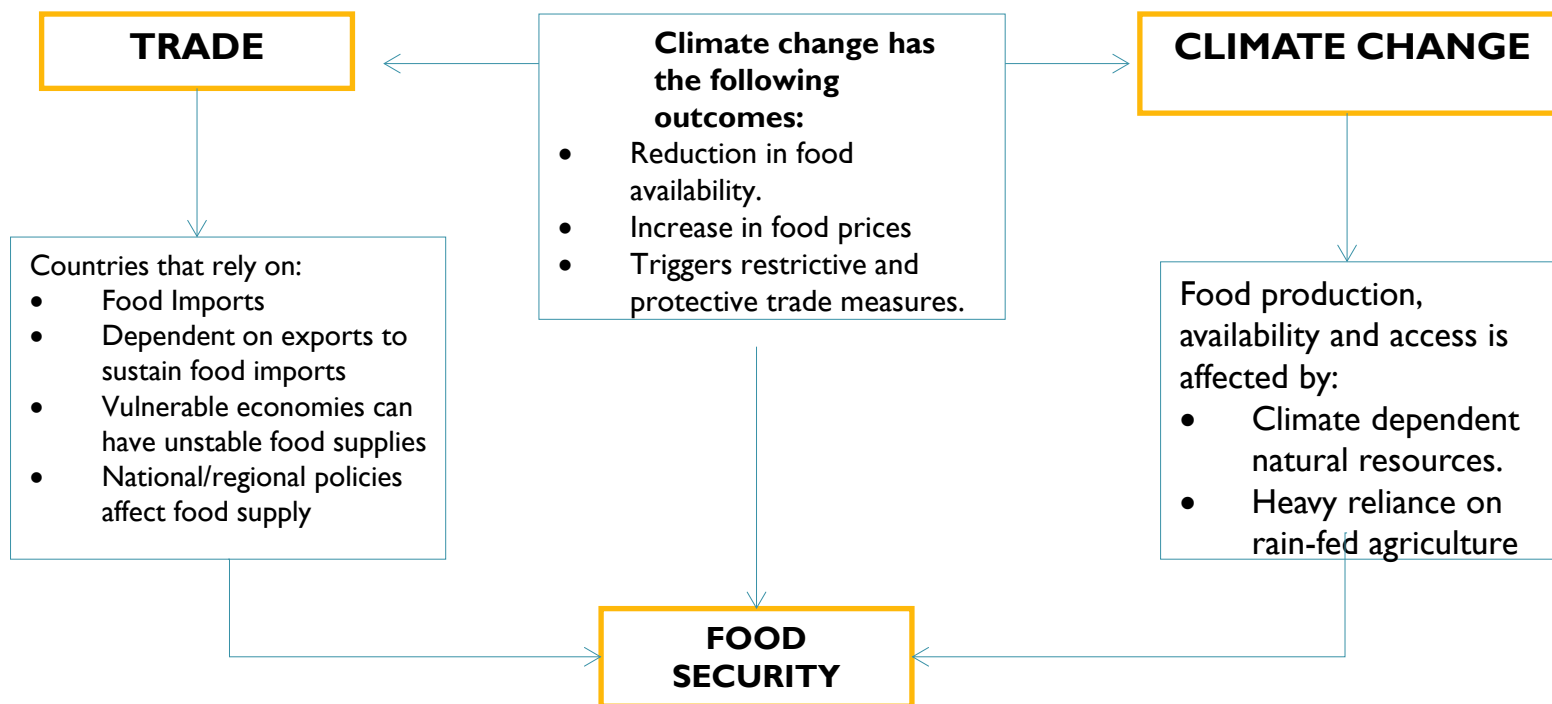 TRADE
Climate change has
the following
outcomes:
• Reduction in food
availability.
• Increase in food prices
• Triggers restrictive and
protective trade measures.
CLIMATE CHANGE
Countries that rely on:
• Food Imports
• Dependent on exports to
sustain food imports
• Vulnerable economies can
have unstable food supplies
• National/regional policies
affect food supply
Food production,
availability and access is
affected by:
• Climate dependent
natural resources.
• Heavy reliance on
rain-fed agriculture
FOOD
SECURITY